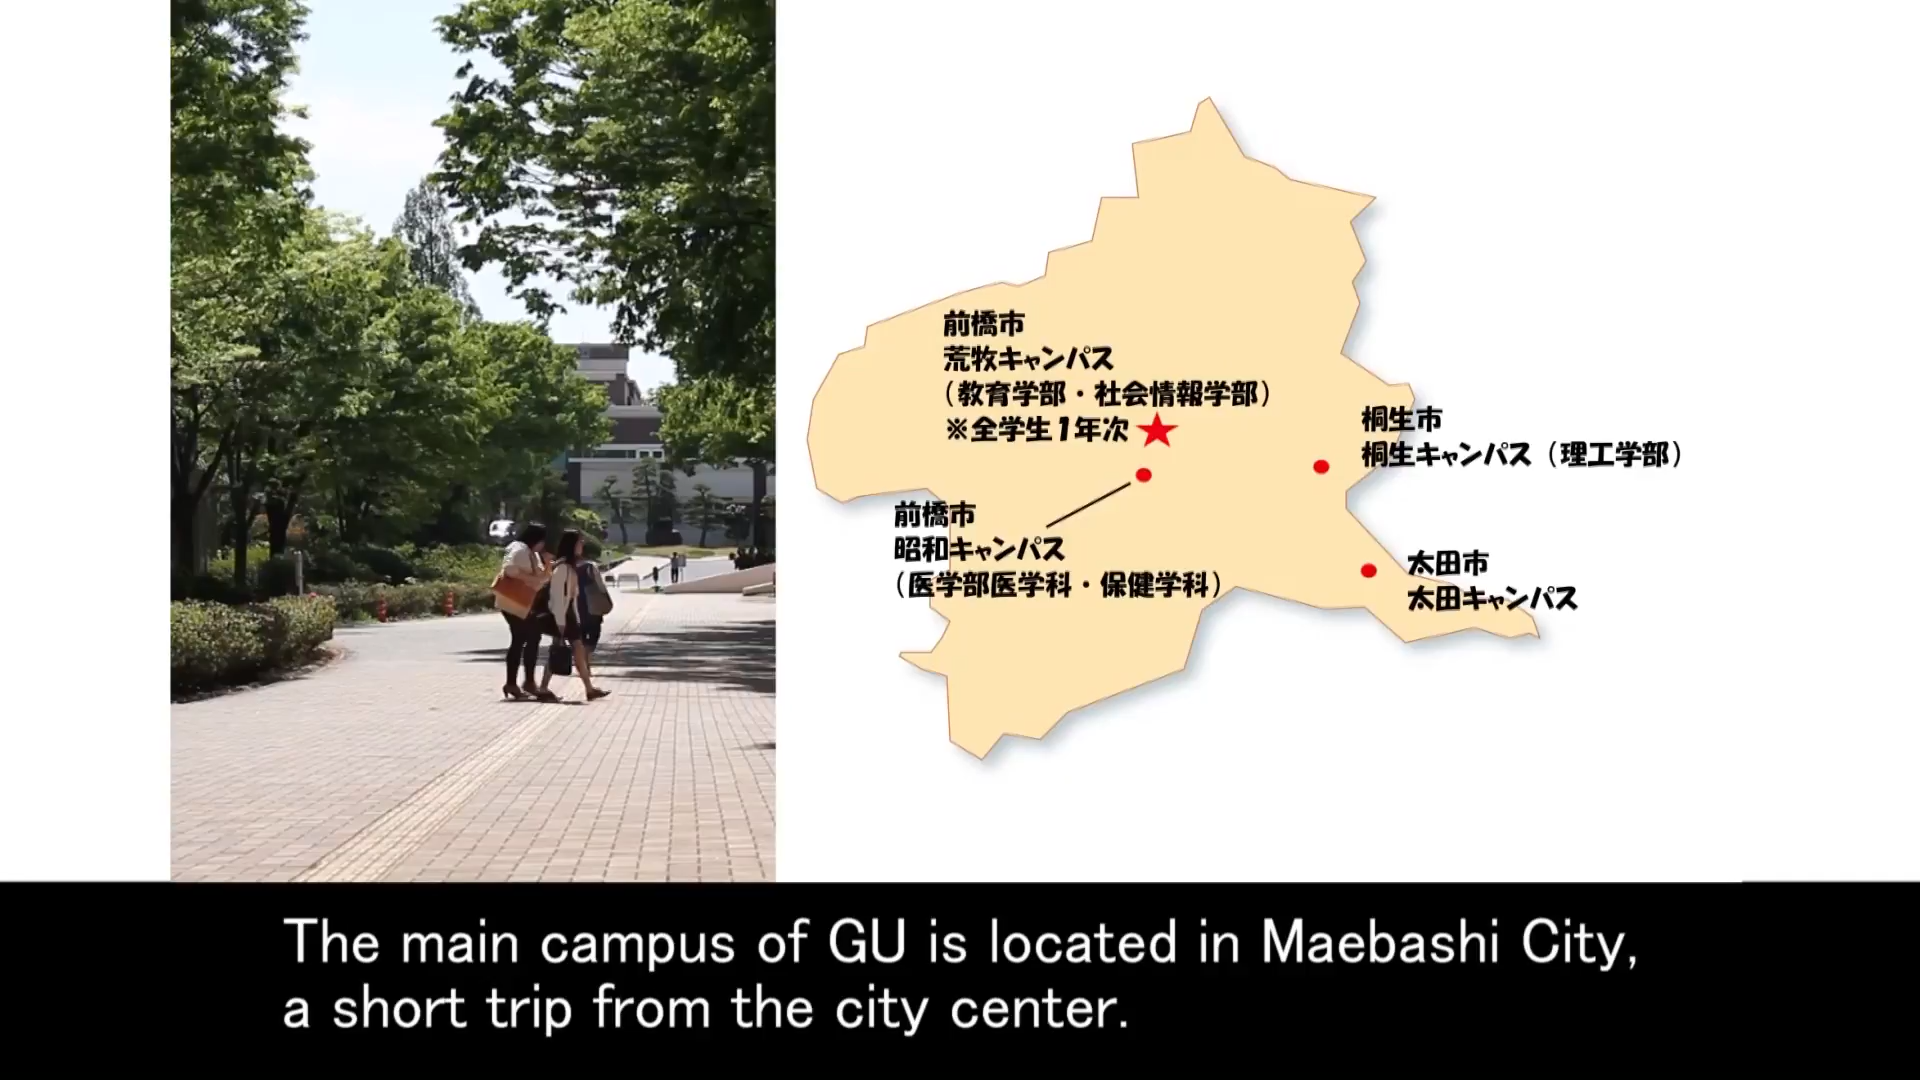 前橋市
荒牧キャンパス
（教育学部・社会情報学部）
※全学生1年次
桐生市
桐生キャンパス（理工学部）
前橋市
昭和キャンパス
（医学部医学科・保健学科）
太田市
太田キャンパス
The main campus of GU is located in Maebashi City,
a short trip from the city center.